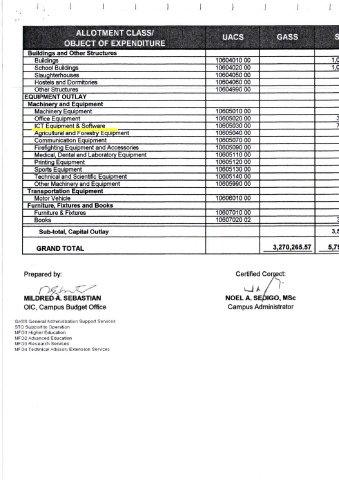 ALLOTMENT CLASS/ OBJECT OF EXPENDITURE UACS GASS S
Buildings and Other Structures
Buildings 10604010 00 1,0
School Buildings 10604020 00 1,0
Slaughterhouses 10604050 00
Hostels and Dormitories 10604060 00
Other Structures 10604990 00
EQUIPMENT OUTLAY
Machinery and Equipment
Machinery Equipment 10605010 00
Office Equipment 10605020 00 3
ICT Equipment & Software 10605030 00 7
Agricultural and Forestry Equipment 10605040 00
Communication Equipment 10605070 00
Firefighting Equipment and Accessories 10605090 00
Medical, Dental and Laboratory Equipment 10605110 00
Printing Equipment 10605120 00
Sports Equipment 10605130 00
Technical and Scientific Equipment 10605140 00
Other Machinery and Equipment 10605990 00
Transportation Equipment
Motor Vehicle 10606010 00
Furniture, Fixtures and Books
Furniture & Fixtures 10607010 00
Books 10607020 02 3
Sub-total, Capital Outlay 3,5
GRAND TOTAL 3,270,265.57 5,79
Prepared by: Certified Correct:
MILDRED A. SEBASTIAN NOEL A. SEDIGO, MSc
OIC, Campus Budget Office Campus Administrator
GASS General Administration Support Services
STO Support to Operation
MFO1 Higher Education
MFO2 Advanced Education
MFO3 Research Services
MFO4 Technical Advisory Extension Services